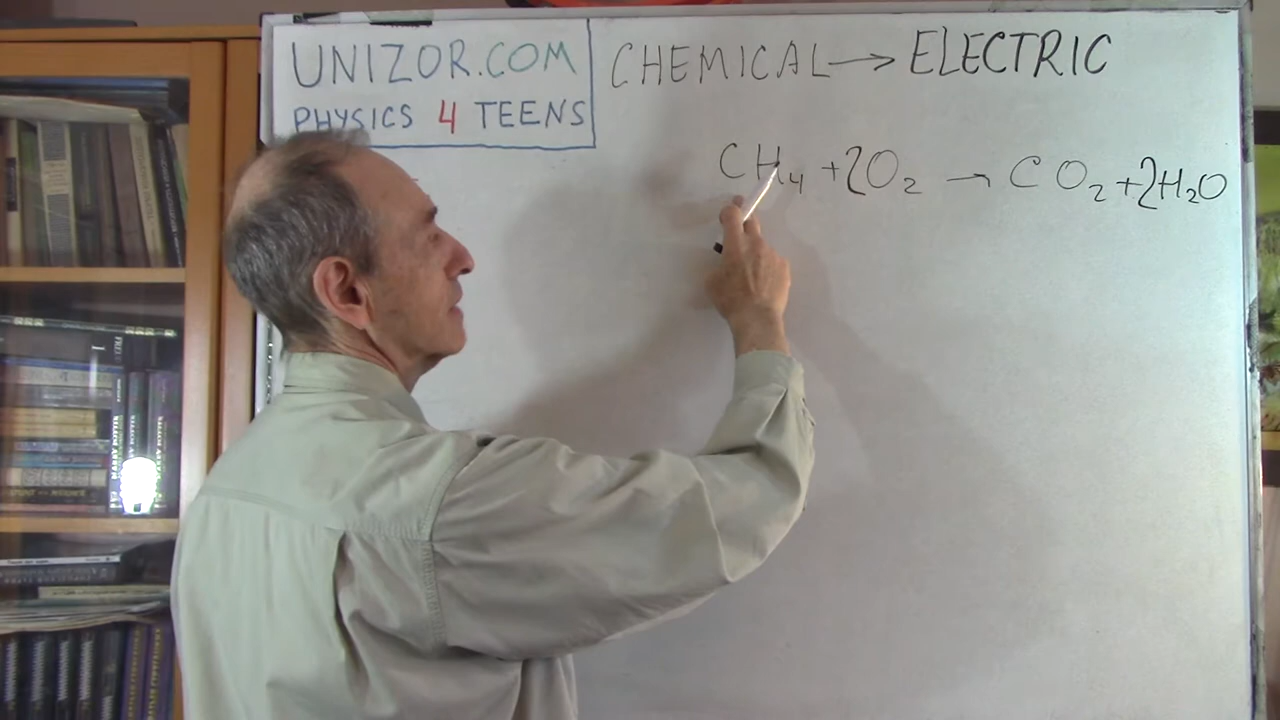 UNIZOR.COM
PHYSICS 4 TEENS
CHEMICAL → ELECTRIC
CH₄ + 2O₂ → CO₂ + 2H₂O